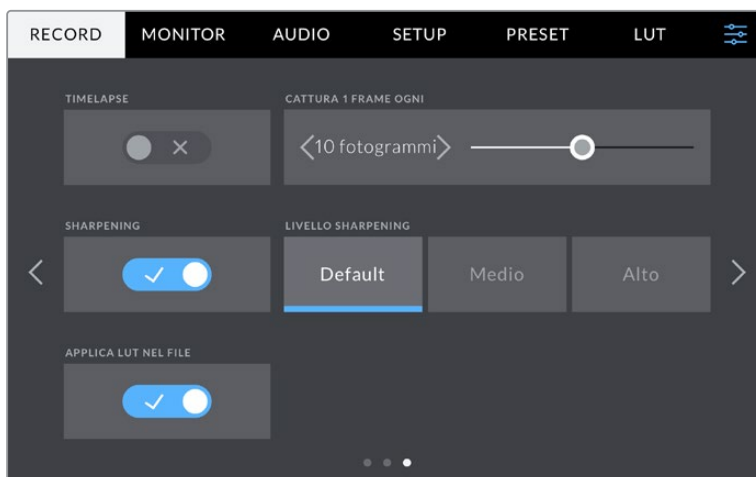 RECORD MONITOR AUDIO SETUP PRESET LUT
TIMELAPSE CATTURA 1 FRAME OGNI
10 fotogrammi
SHARPENING LIVELLO SHARPENING
Default Medio Alto
APPLICA LUT NEL FILE